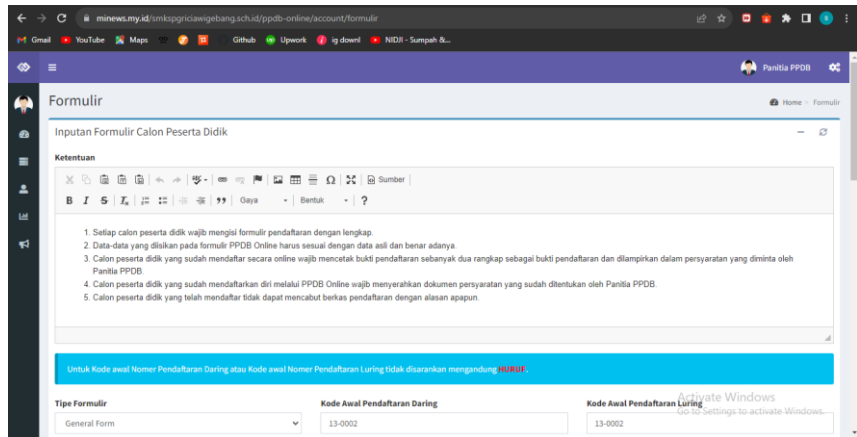 minews.my.id/smkspgriciawigebang.sch.id/ppdb-online/account/formulir
Gmail YouTube Maps Github Upwork ig downl NIDJI - Sumpah &...
Panitia PPDB
Formulir
Home - Formulir
Inputan Formulir Calon Peserta Didik
Ketentuan
Sumber
B I S Gaya Bentuk ?
1. Setiap calon peserta didik wajib mengisi formulir pendaftaran dengan lengkap.
2. Data-data yang diisikan pada formulir PPDB Online harus sesuai dengan data asli dan benar adanya.
3. Calon peserta didik yang sudah mendaftar secara online wajib mencetak bukti pendaftaran sebanyak dua rangkap sebagai bukti pendaftaran dan dilampirkan dalam persyaratan yang diminta oleh
Panitia PPDB.
4. Calon peserta didik yang sudah mendaftarkan diri melalui PPDB Online wajib menyerahkan dokumen persyaratan yang sudah ditentukan oleh Panitia PPDB.
5. Calon peserta didik yang telah mendaftar tidak dapat mencabut berkas pendaftaran dengan alasan apapun.
Untuk Kode awal Nomer Pendaftaran Daring atau Kode awal Nomer Pendaftaran Luring tidak disarankan mengandung HURUF.
Tipe Formulir Kode Awal Pendaftaran Daring Kode Awal Pendaftaran Luring
Activate Windows
Go to Settings to activate Windows.
General Form 13-0002 13-0002